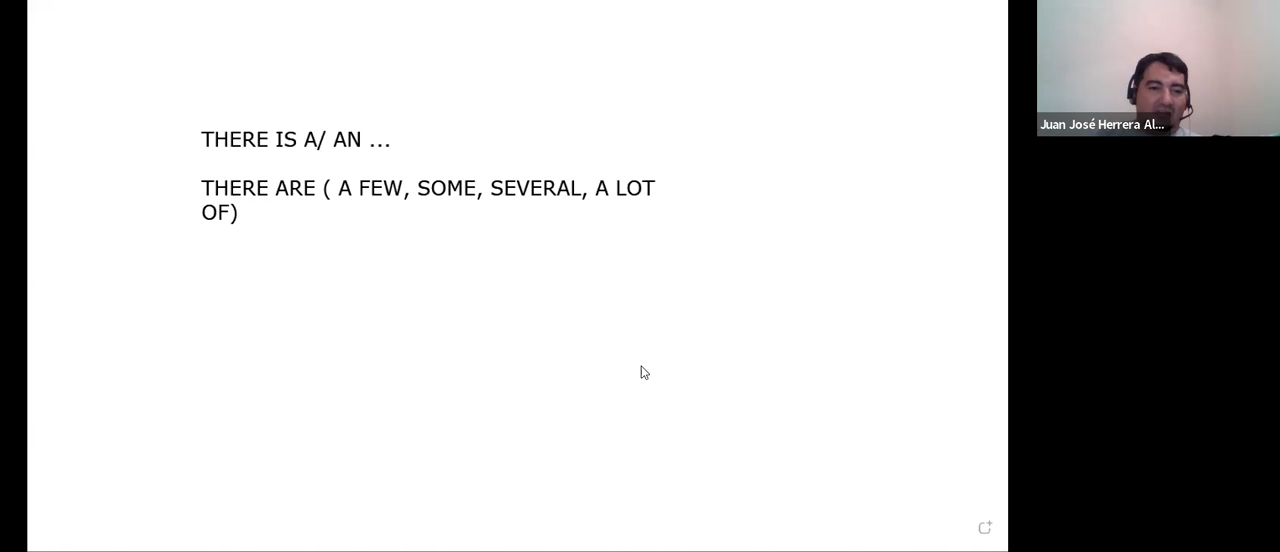 THERE IS A/ AN ...
THERE ARE ( A FEW, SOME, SEVERAL, A LOT
OF)
Juan José Herrera Al...